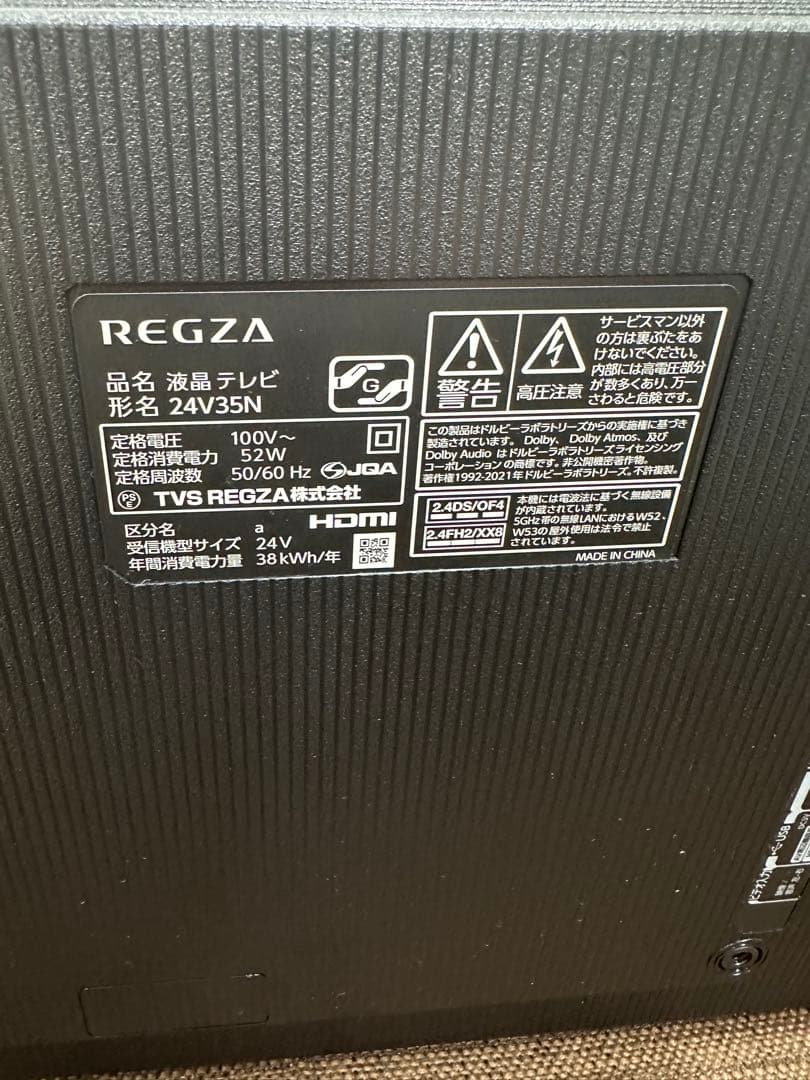 REGZA
品名 液晶テレビ
形名 24V35N
G
定格電圧 100V～
定格消費電力 52W
定格周波数 50/60 Hz JQA
PS E TVS REGZA株式会社
区分名 a
受信機型サイズ 24V
年間消費電力量 38kWh/年
HDMI
警告
高圧注意
サービスマン以外
の方は裏ぶたをあ
けないでください。
内部には高電圧部分
が数多くあり、万一
さわると危険です。
この製品はドルビーラボラトリーズからの実施権に基づき
製造されています。Dolby、Dolby Atmos、及び
Dolby Audio はドルビーラボラトリーズライセンシング
コーポレーションの商標です。非公開機密著作物。
著作権1992-2021年ドルビーラボラトリーズ。不許複製。
2.4DS/OF4
2.4FH2/XX8
本機には電波法に基づく無線設備
が内蔵されています。
5GHz帯の無線LANにおけるW52、
W53の屋外使用は法令で禁止
されています。
MADE IN CHINA
USB
ビデオ入力